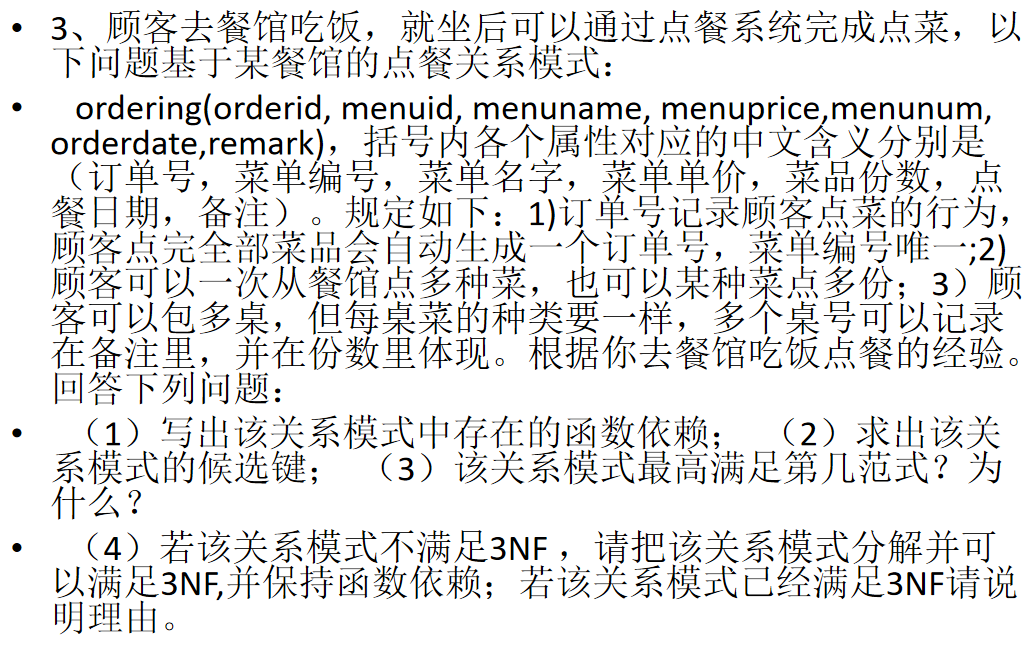 • 3、顾客去餐馆吃饭，就坐后可以通过点餐系统完成点菜，以
下问题基于某餐馆的点餐关系模式：
• ordering(orderid, menuid, menuname, menuprice,menunum,
orderdate,remark)，括号内各个属性对应的中文含义分别是
（订单号，菜单编号，菜单名字，菜单单价，菜品份数，点
餐日期，备注）。规定如下：1)订单号记录顾客点菜的行为，
顾客点完全部菜品会自动生成一个订单号，菜单编号唯一;2)
顾客可以一次从餐馆点多种菜，也可以某种菜点多份；3）顾
客可以包多桌，但每桌菜的种类要一样，多个桌号可以记录
在备注里，并在份数里体现。根据你去餐馆吃饭点餐的经验。
回答下列问题：
• （1）写出该关系模式中存在的函数依赖； （2）求出该关
系模式的候选键； （3）该关系模式最高满足第几范式？为
什么？
• （4）若该关系模式不满足3NF ，请把该关系模式分解并可
以满足3NF,并保持函数依赖；若该关系模式已经满足3NF请说
明理由。